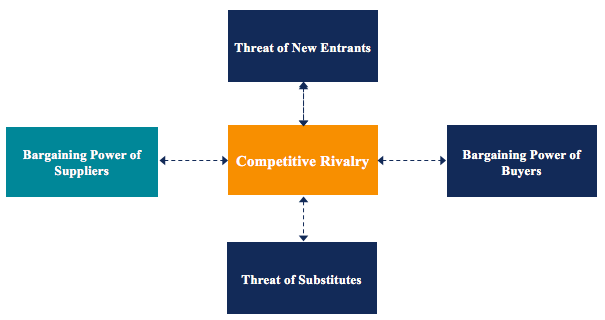 Threat of New Entrants
Bargaining Power of
Suppliers
Competitive Rivalry
Bargaining Power of
Buyers
Threat of Substitutes